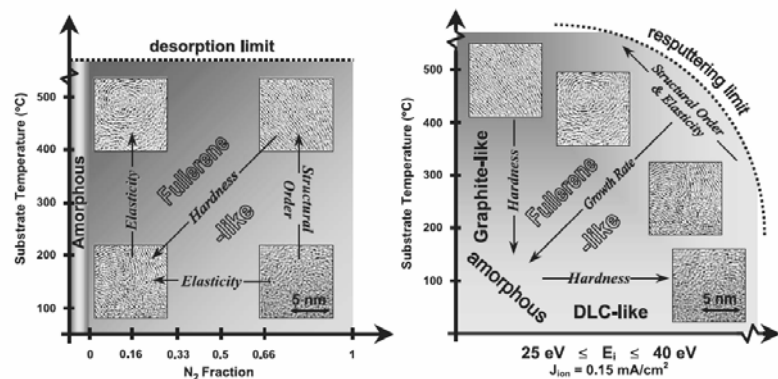 desorption limit
Substrate Temperature (°C)
500
400
300
200
100
Amorphous
Elasticity
Fullerene
-like
Hardness
Structural
Order
Elasticity
5 nm
0
0.16
0,33
0,5
0,66
1
N₂ Fraction
resputtering limit
Substrate Temperature (°C)
500
400
300
200
100
Graphite-like
Hardness
Fullerene
-like
Growth Rate
Structural Order
& Elasticity
amorphous
Hardness
DLC-like
5 nm
25 eV ≤ Eᵢ ≤ 40 eV
Jion = 0.15 mA/cm²